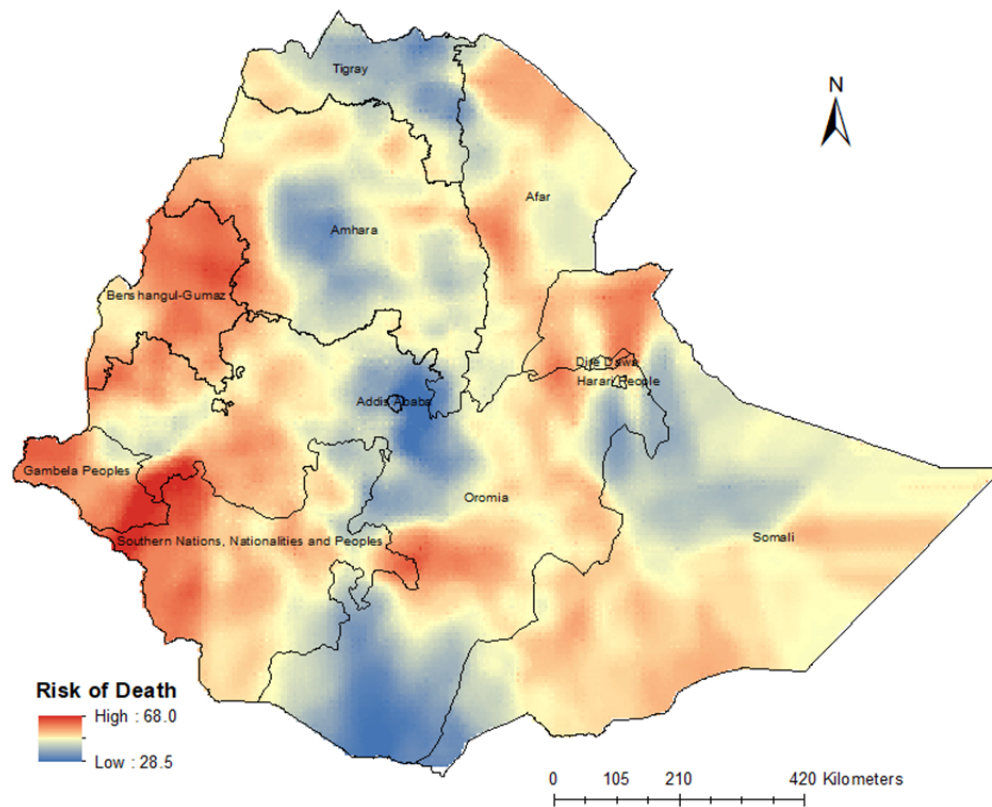 N
Tigray
Afar
Amhara
Benshangul-Gumaz
Dire Dawa
Harari People
Addis Ababa
Gambela Peoples
Oromia
Southern Nations, Nationalities and Peoples
Somali
Risk of Death
High : 68.0
Low : 28.5
0 105 210 420 Kilometers